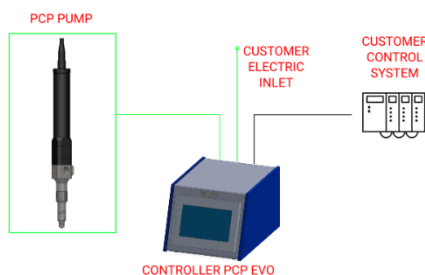 PCP PUMP
CUSTOMER
ELECTRIC
INLET
CUSTOMER
CONTROL
SYSTEM
CONTROLLER PCP EVO